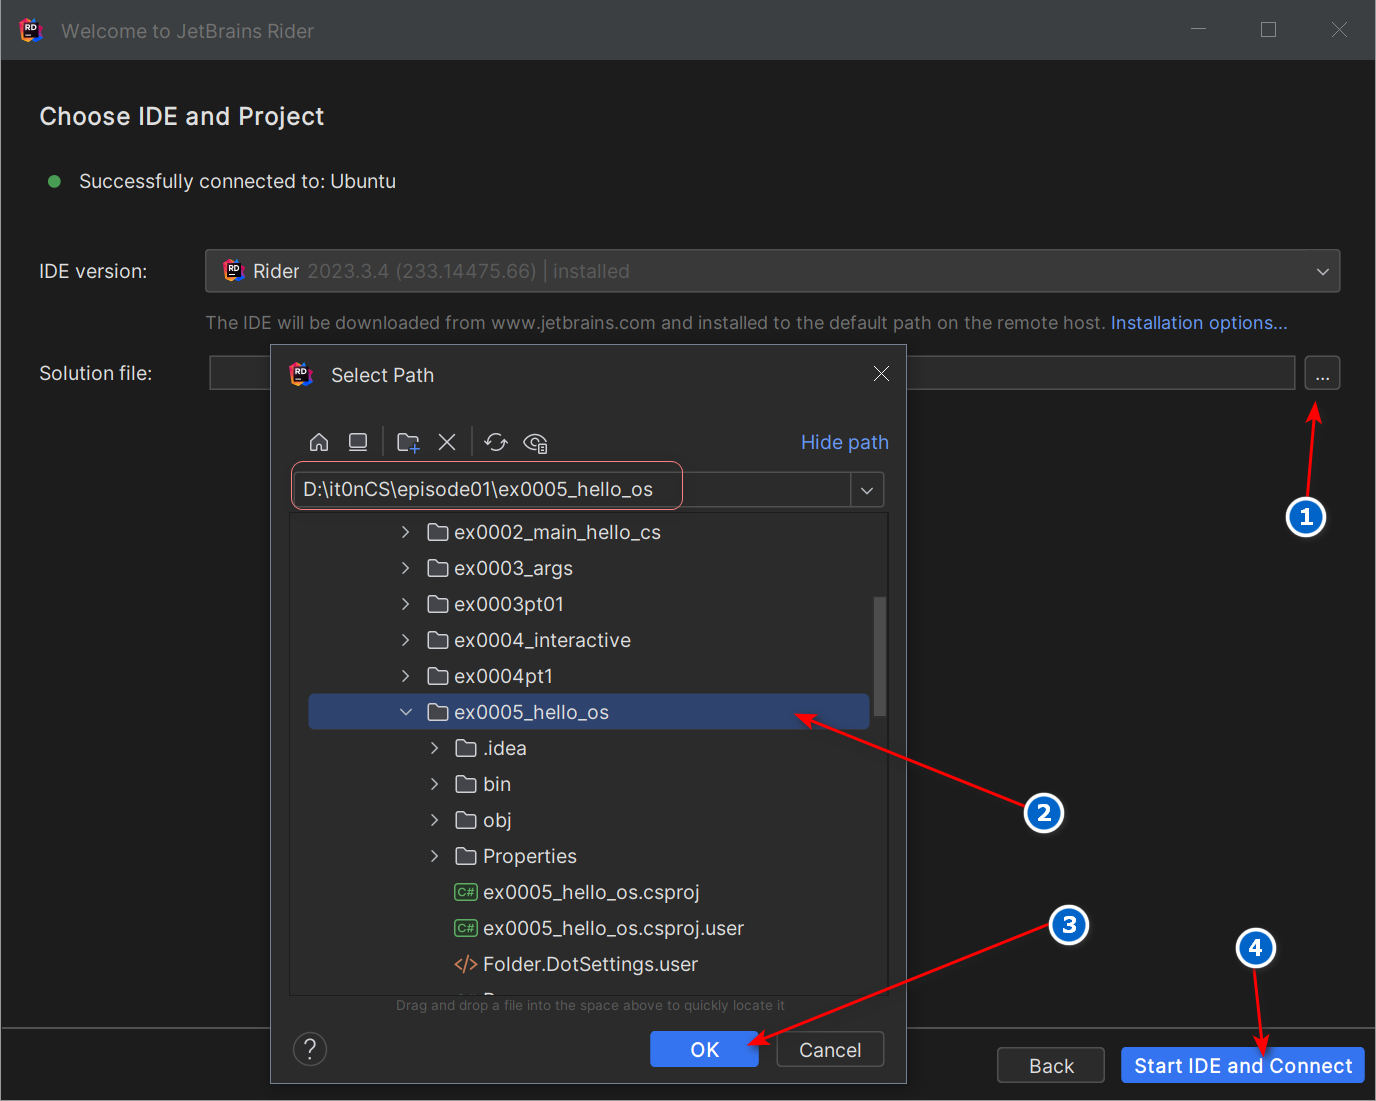 Welcome to JetBrains Rider
Choose IDE and Project
Successfully connected to: Ubuntu
IDE version:
Rider 2023.3.4 (233.14475.66) | installed
The IDE will be downloaded from www.jetbrains.com and installed to the default path on the remote host. Installation options...
Solution file:
...
Select Path
Hide path
D:\it0nCS\episode01\ex0005_hello_os
1
ex0002_main_hello_cs
ex0003_args
ex0003pt01
ex0004_interactive
ex0004pt1
ex0005_hello_os
.idea
bin
2
obj
Properties
C# ex0005_hello_os.csproj
C# ex0005_hello_os.csproj.user
3
4
</> Folder.DotSettings.user
Drag and drop a file into the space above to quickly locate it
?
OK
Cancel
Back
Start IDE and Connect